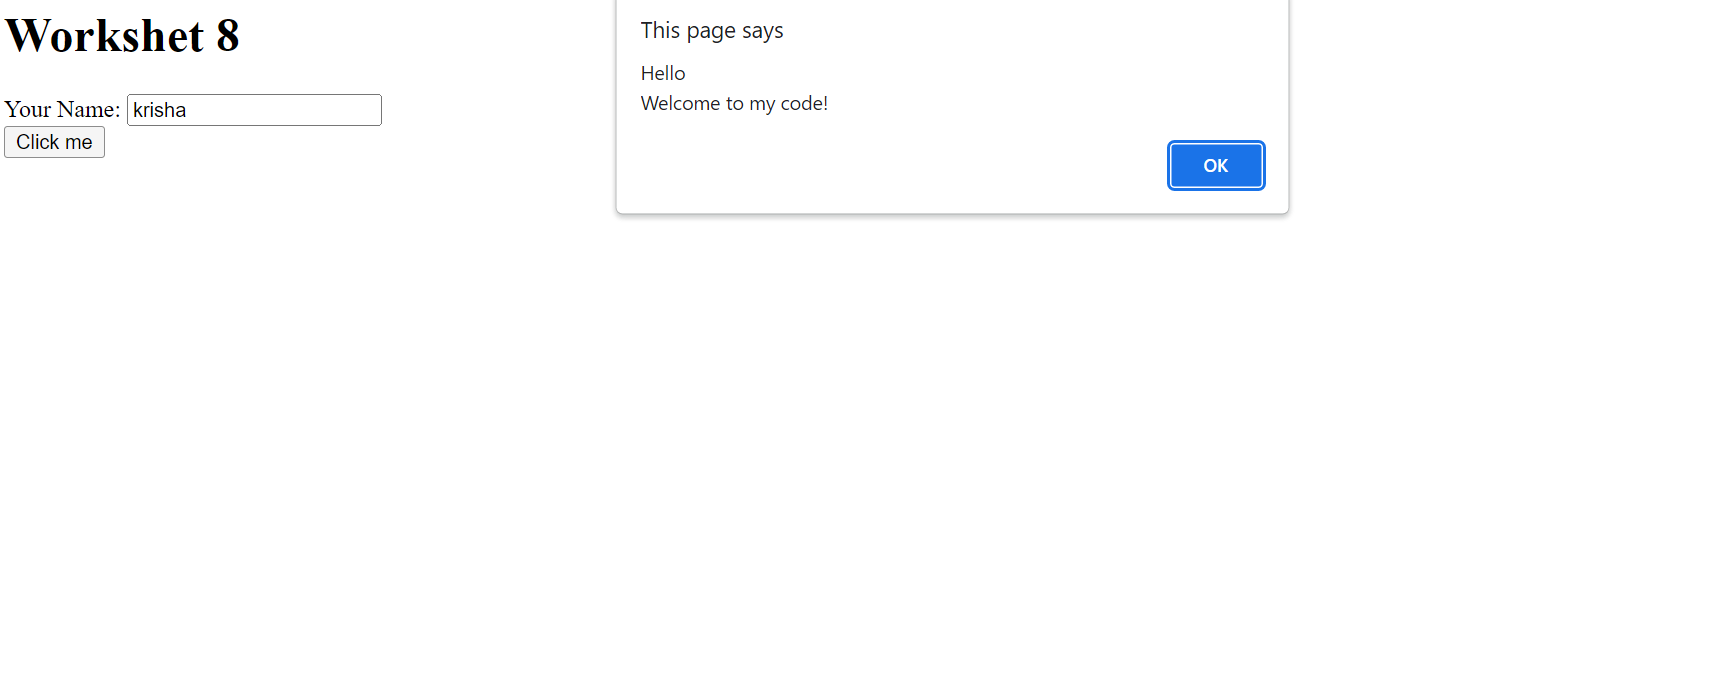 Workshet 8
Your Name: krisha
Click me
This page says
Hello
Welcome to my code!
OK